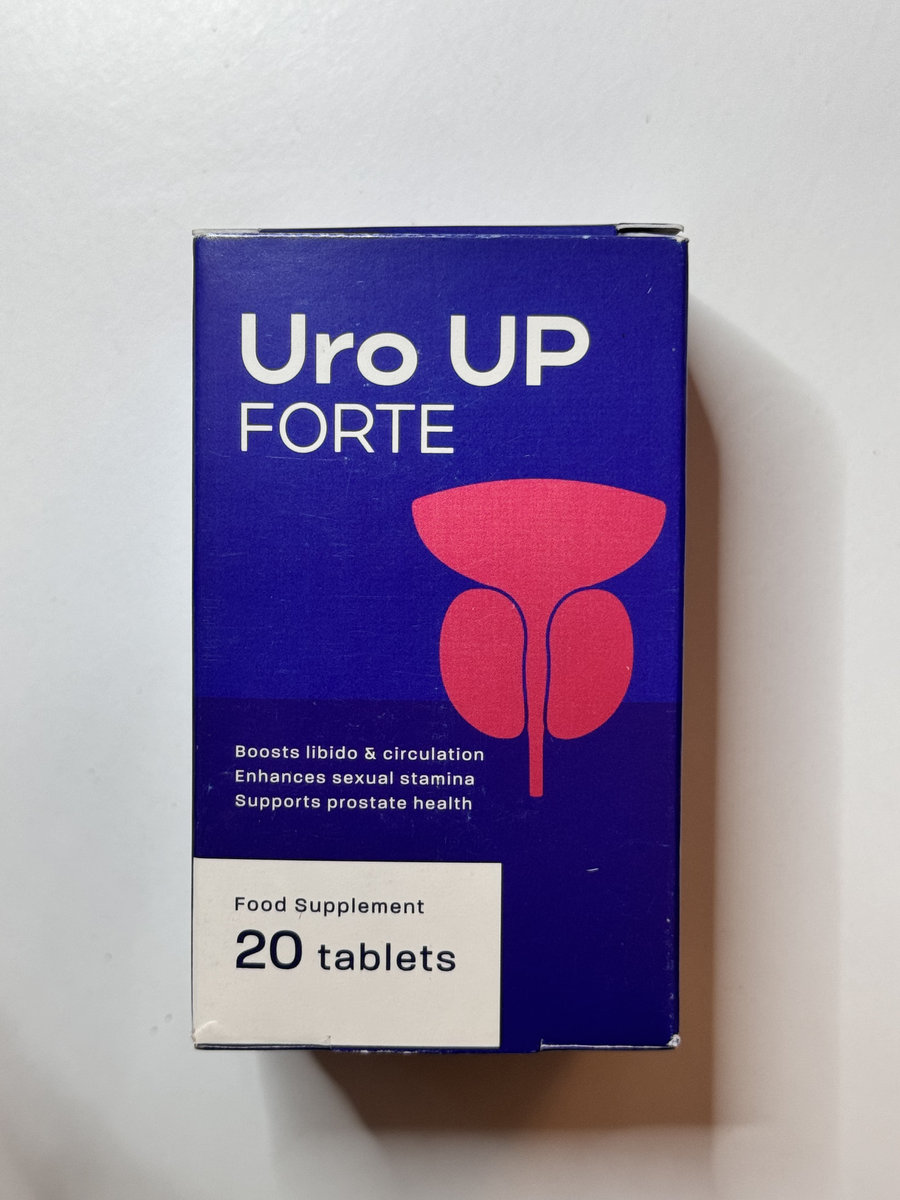 Uro UP
FORTE
Boosts libido & circulation
Enhances sexual stamina
Supports prostate health
Food Supplement
20 tablets